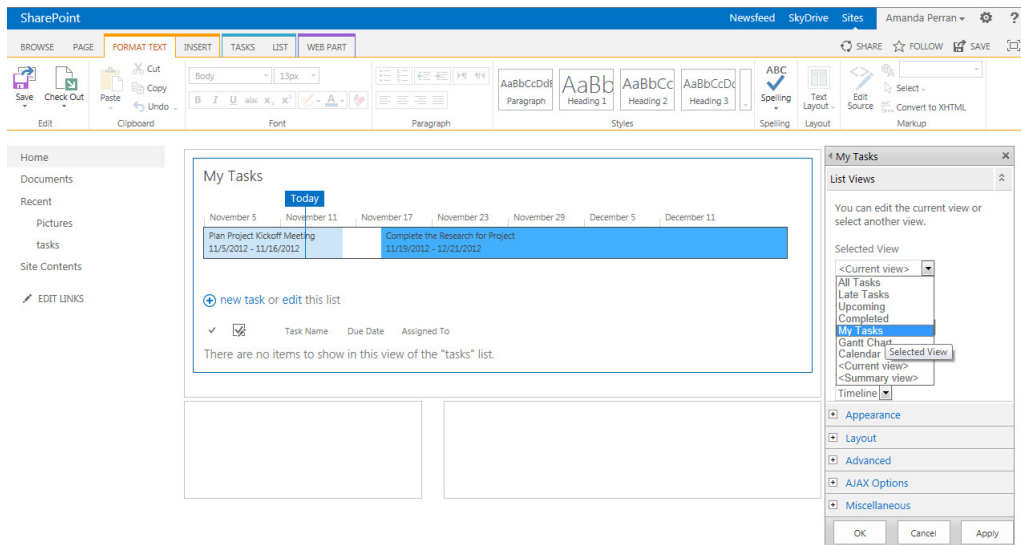 SharePoint
Newsfeed SkyDrive Sites Amanda Perran ?
BROWSE PAGE FORMAT TEXT INSERT TASKS LIST WEB PART
SHARE FOLLOW SAVE
Save Check Out
Paste
Cut
Copy
Undo
Body 13px
B I U abc x₂ x² A
AaBbCcDdE AaBb AaBbCc AaBbCcDc
Paragraph Heading 1 Heading 2 Heading 3
ABC
Spelling
Text
Layout
Edit
Source
Select
Convert to XHTML
Edit Clipboard Font Paragraph Styles Spelling Layout Markup
Home
Documents
Recent
Pictures
tasks
Site Contents
EDIT LINKS
My Tasks
Today
November 5 November 11 November 17 November 23 November 29 December 5 December 11
Plan Project Kickoff Meeting
11/5/2012 - 11/16/2012
Complete the Research for Project
11/19/2012 - 12/21/2012
new task or edit this list
Task Name Due Date Assigned To
There are no items to show in this view of the "tasks" list.
My Tasks
List Views
You can edit the current view or
select another view.
Selected View
<Current view>
All Tasks
Late Tasks
Upcoming
Completed
My Tasks
Gantt Chart
Calendar
Selected View
<Current view>
<Summary view>
Timeline
Appearance
Layout
Advanced
AJAX Options
Miscellaneous
OK Cancel Apply